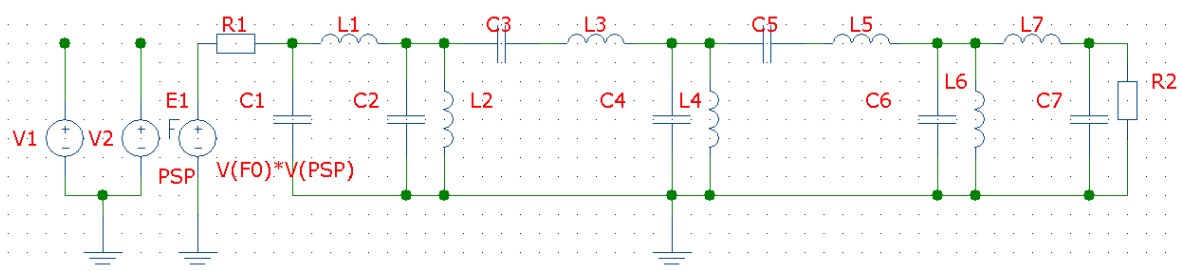 R1
L1
C3
L3
C5
L5
L7
E1
C1
C2
L2
C4
L4
C6
L6
C7
R2
V1
V2
F
PSP
V(F0)*V(PSP)